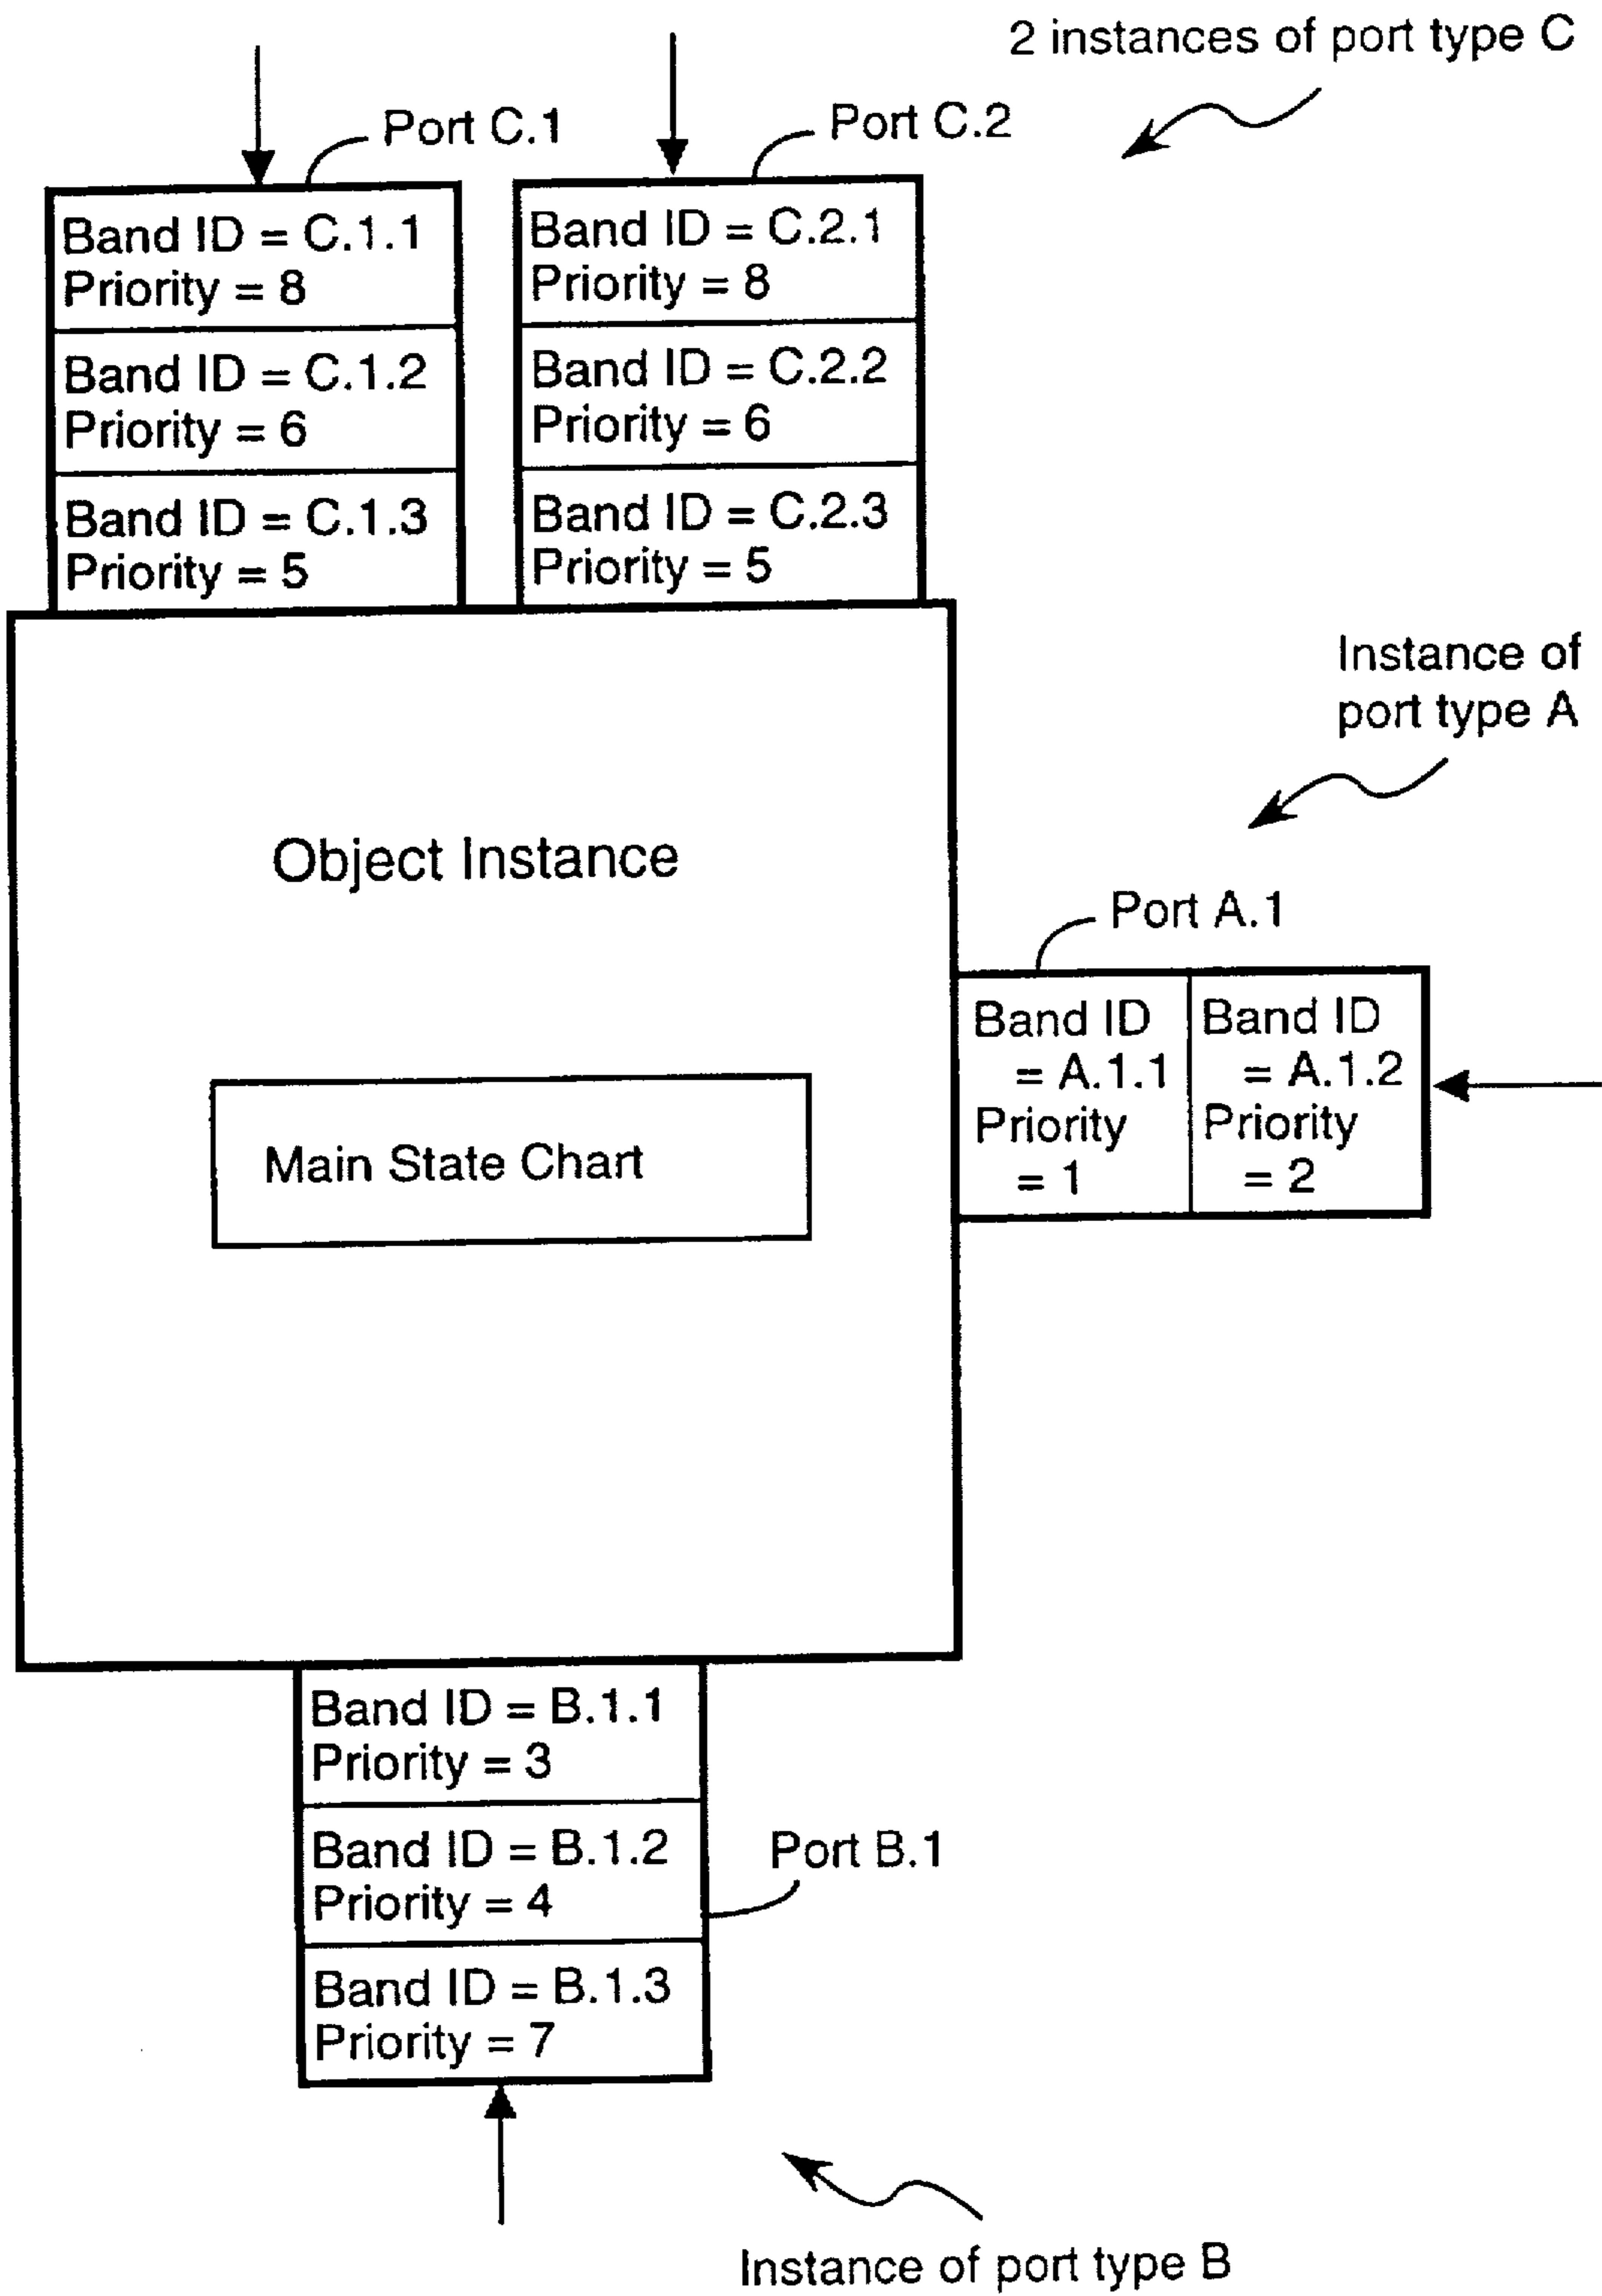 2 instances of port type C
Port C.1
Port C.2
Band ID = C.1.1
Priority = 8
Band ID = C.1.2
Priority = 6
Band ID = C.1.3
Priority = 5
Band ID = C.2.1
Priority = 8
Band ID = C.2.2
Priority = 6
Band ID = C.2.3
Priority = 5
Instance of
port type A
Object Instance
Port A.1
Band ID
= A.1.1
Priority
= 1
Band ID
= A.1.2
Priority
= 2
Main State Chart
Band ID = B.1.1
Priority = 3
Band ID = B.1.2
Priority = 4
Band ID = B.1.3
Priority = 7
Port B.1
Instance of port type B